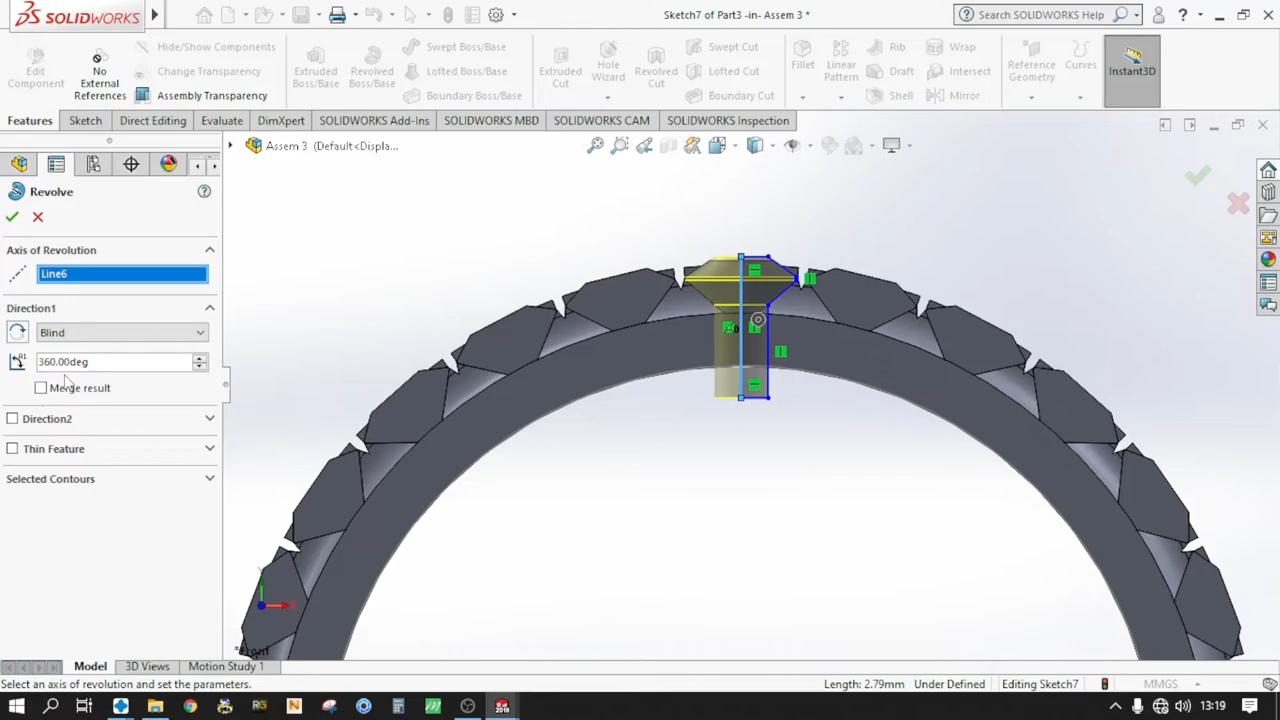 SOLIDWORKS
Sketch7 of Part3 -in- Assem 3 *
Search SOLIDWORKS Help
Edit Component
No External References
Hide/Show Components
Change Transparency
Assembly Transparency
Extruded Boss/Base
Revolved Boss/Base
Swept Boss/Base
Lofted Boss/Base
Boundary Boss/Base
Extruded Cut
Hole Wizard
Revolved Cut
Swept Cut
Lofted Cut
Boundary Cut
Fillet
Linear Pattern
Rib
Draft
Shell
Wrap
Intersect
Mirror
Reference Geometry
Curves
Instant3D
Features
Sketch
Direct Editing
Evaluate
DimXpert
SOLIDWORKS Add-Ins
SOLIDWORKS MBD
SOLIDWORKS CAM
SOLIDWORKS Inspection
Assem 3 (Default<Displa...
Revolve
Axis of Revolution
Line6
Direction1
Blind
360.00deg
Merge result
Direction2
Thin Feature
Selected Contours
*Front
Model
3D Views
Motion Study 1
Select an axis of revolution and set the parameters.
Length: 2.79mm
Under Defined
Editing Sketch7
MMGS
RG
N
2018
13:19